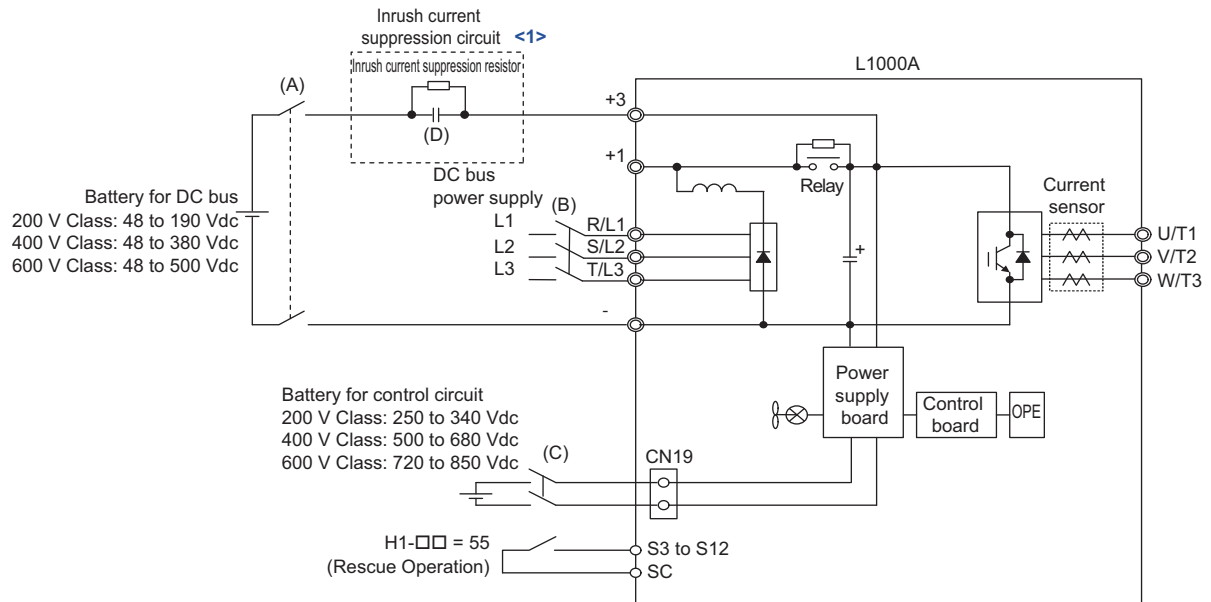 Inrush current
suppression circuit <1>
Inrush current suppression resistor
L1000A
(A)
(D)
+3
+1
DC bus
power supply
(B)
L1
L2
L3
R/L1
S/L2
T/L3
Relay
+
Current
sensor
U/T1
V/T2
W/T3
Battery for DC bus
200 V Class: 48 to 190 Vdc
400 V Class: 48 to 380 Vdc
600 V Class: 48 to 500 Vdc
-
Power
supply
board
Control
board
OPE
Battery for control circuit
200 V Class: 250 to 340 Vdc
400 V Class: 500 to 680 Vdc
600 V Class: 720 to 850 Vdc
(C)
CN19
H1-□□ = 55
(Rescue Operation)
S3 to S12
SC